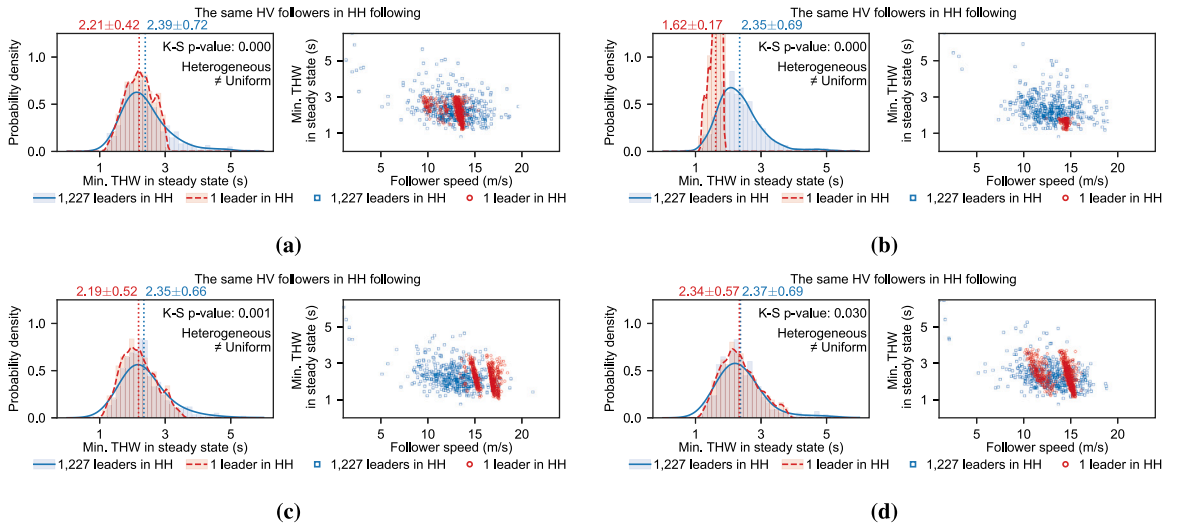 The same HV followers in HH following
2.21±0.42 2.39±0.72
K-S p-value: 0.000
Heterogeneous
≠ Uniform
Probability density
1.0
0.5
0.0
1 3 5
Min. THW in steady state (s)
Min. THW
in steady state (s)
5
3
1
5 10 15 20
Follower speed (m/s)
1,227 leaders in HH 1 leader in HH 1,227 leaders in HH 1 leader in HH
(a)
The same HV followers in HH following
1.62±0.17 2.35±0.69
K-S p-value: 0.000
Heterogeneous
≠ Uniform
Probability density
1.0
0.5
0.0
1 3 5
Min. THW in steady state (s)
Min. THW
in steady state (s)
5
3
1
5 10 15 20
Follower speed (m/s)
1,227 leaders in HH 1 leader in HH 1,227 leaders in HH 1 leader in HH
(b)
The same HV followers in HH following
2.19±0.52 2.35±0.66
K-S p-value: 0.001
Heterogeneous
≠ Uniform
Probability density
1.0
0.5
0.0
1 3 5
Min. THW in steady state (s)
Min. THW
in steady state (s)
5
3
1
5 10 15 20
Follower speed (m/s)
1,227 leaders in HH 1 leader in HH 1,227 leaders in HH 1 leader in HH
(c)
The same HV followers in HH following
2.34±0.57 2.37±0.69
K-S p-value: 0.030
Heterogeneous
≠ Uniform
Probability density
1.0
0.5
0.0
1 3 5
Min. THW in steady state (s)
Min. THW
in steady state (s)
5
3
1
5 10 15 20
Follower speed (m/s)
1,227 leaders in HH 1 leader in HH 1,227 leaders in HH 1 leader in HH
(d)